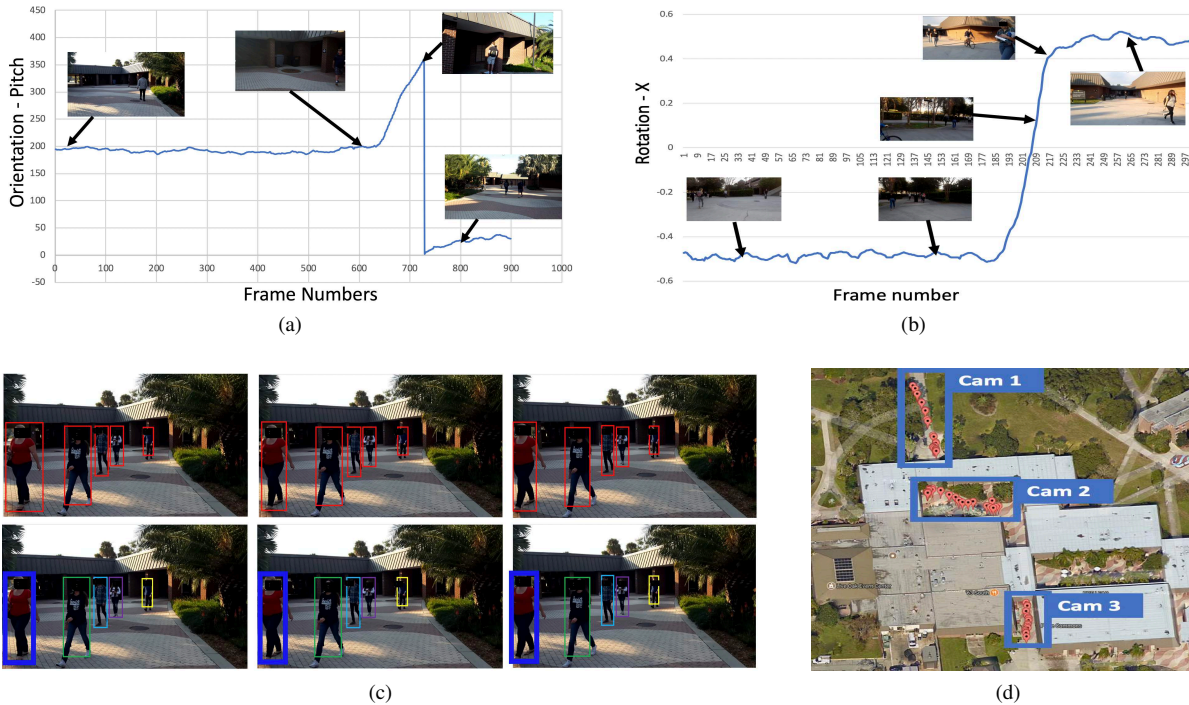 450
400
350
300
250
200
150
100
50
0
-50
0 100 200 300 400 500 600 700 800 900 1000
Orientation - Pitch
Frame Numbers
(a)
0.6
0.4
0.2
0
-0.2
-0.4
-0.6
1 9 17 25 33 41 49 57 65 73 81 89 97 105 113 121 129 137 145 153 161 169 177 185 193 201 209 217 225 233 241 249 257 265 273 281 289 297
Rotation - X
Frame number
(b)
(c)
Cam 1
Cam 2
Cam 3
(d)